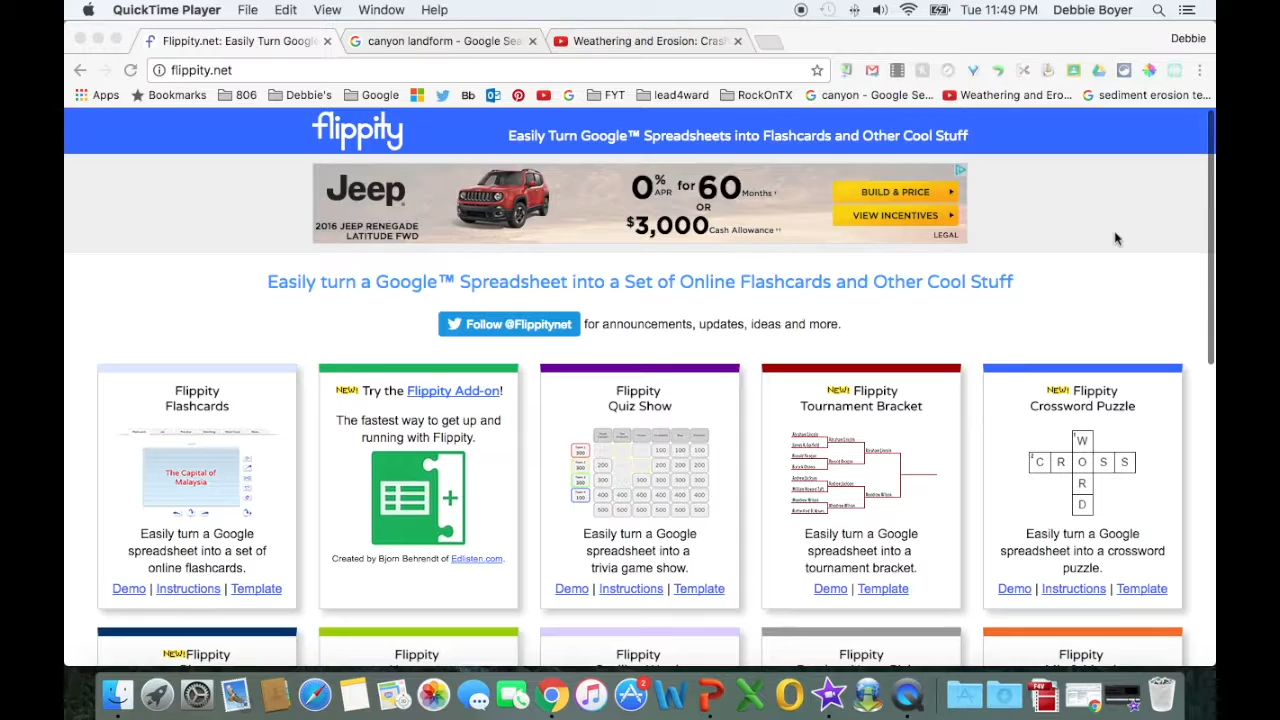 QuickTime Player File Edit View Window Help Tue 11:49 PM Debbie Boyer
Flippity.net: Easily Turn Googl canyon landform - Google Sea Weathering and Erosion: Crash Debbie
flippity.net
Apps Bookmarks 806 Debbie's Google Bb FYT lead4ward RockOnTX canyon - Google Se... Weathering and Ero... sediment erosion te...
flippity Easily Turn Google™ Spreadsheets into Flashcards and Other Cool Stuff
Jeep
2016 JEEP RENEGADE
LATITUDE FWD
0% APR for 60 Months
OR
$3,000 Cash Allowance
BUILD & PRICE
VIEW INCENTIVES
LEGAL
Easily turn a Google™ Spreadsheet into a Set of Online Flashcards and Other Cool Stuff
Follow @Flippitynet for announcements, updates, ideas and more.
Flippity
Flashcards
The Capital of
Malaysia
Easily turn a Google
spreadsheet into a set of
online flashcards.
Demo | Instructions | Template
NEW! Try the Flippity Add-on!
The fastest way to get up and
running with Flippity.
Created by Bjorn Behrendt of Edlisten.com.
Flippity
Quiz Show
Easily turn a Google
spreadsheet into a
trivia game show.
Demo | Instructions | Template
NEW! Flippity
Tournament Bracket
Easily turn a Google
spreadsheet into a
tournament bracket.
Demo | Template
NEW! Flippity
Crossword Puzzle
W
C R O S S
R
D
Easily turn a Google
spreadsheet into a crossword
puzzle.
Demo | Instructions | Template
NEW! Flippity
Flippity
Flippity
Flippity
Flippity